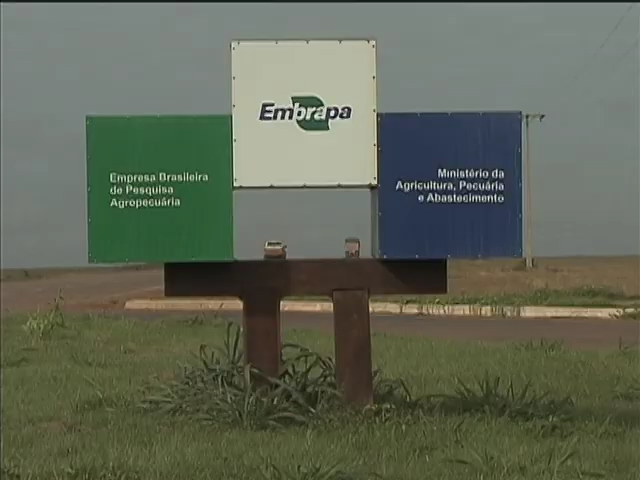 Embrapa
Empresa Brasileira
de Pesquisa
Agropecuária
Ministério da
Agricultura, Pecuária
e Abastecimento